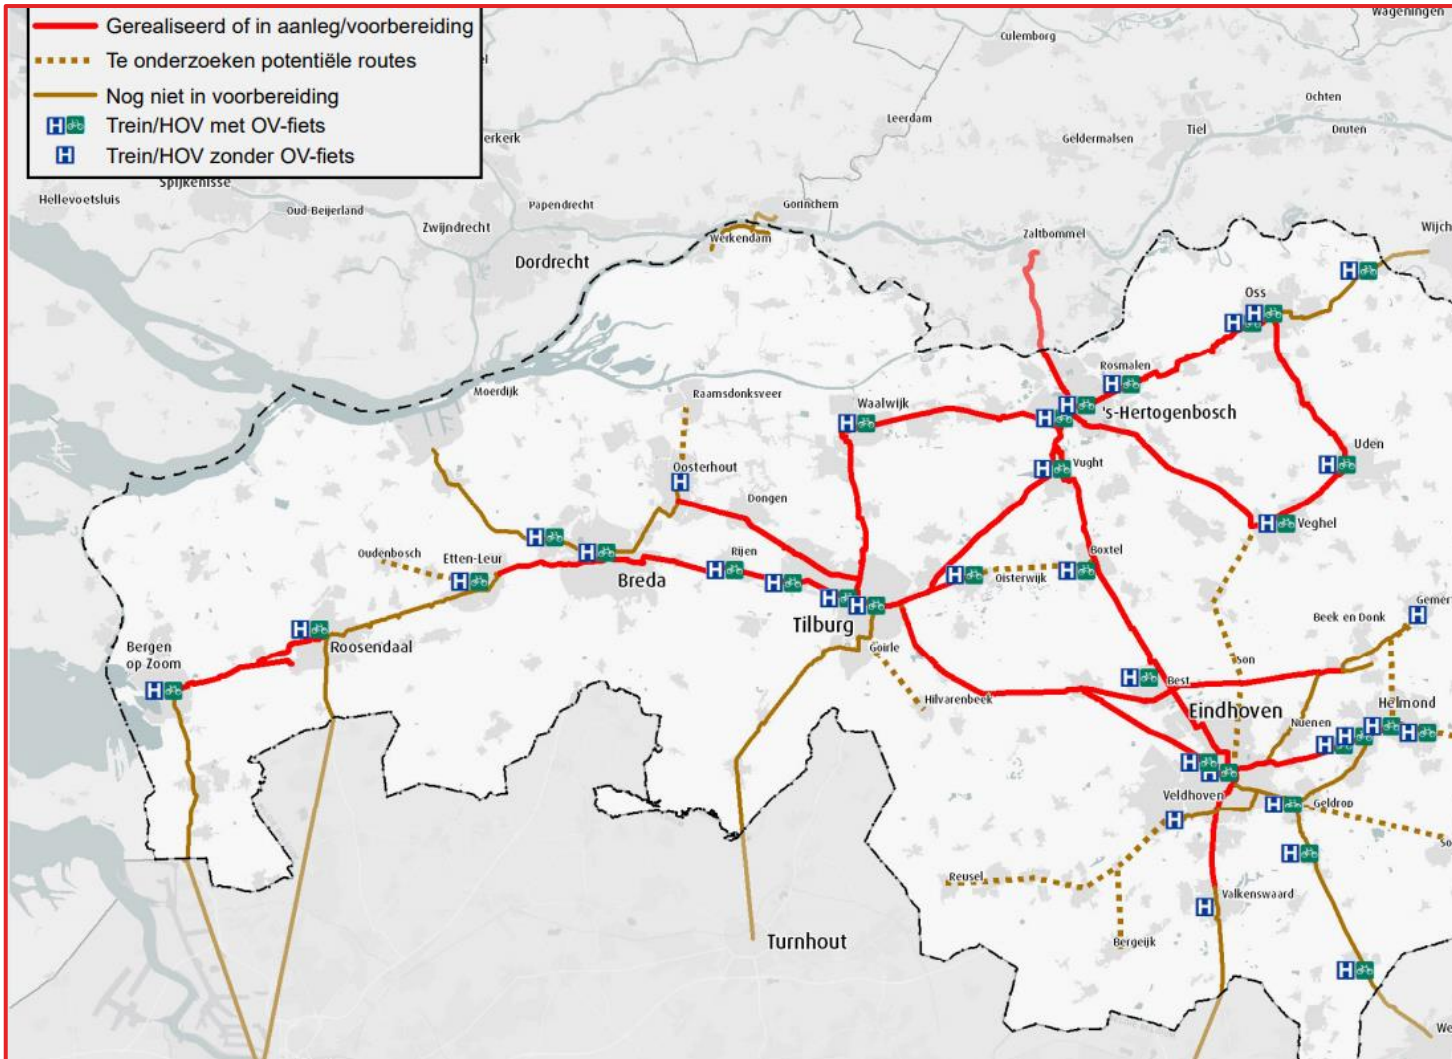 Gerealiseerd of in aanleg/voorbereiding
Te onderzoeken potentiële routes
Nog niet in voorbereiding
H Trein/HOV met OV-fiets
H Trein/HOV zonder OV-fiets
Wageningen
Culemborg
Ochten
Leerdam
Tiel
Druten
Geldermalsen
erkerk
Spijkenisse
Hellevoetsluis
Oud-Beijerland
Papendrecht
Gorinchem
Zwijndrecht
Werkendam
Zaltbommel
Wijch
Dordrecht
Oss
Moerdijk
Raamsdonksveer
Waalwijk
Rosmalen
's-Hertogenbosch
Uden
Oosterhout
Vught
Dongen
Veghel
Oudenbosch
Etten-Leur
Rijen
Boxtel
Breda
Oisterwijk
Gemer
Tilburg
Beek en Donk
Bergen
op Zoom
Roosendaal
Goirle
Son
Best
Hilvarenbeek
Eindhoven
Helmond
Nuenen
Veldhoven
Geldrop
So
Reusel
Valkenswaard
Turnhout
Bergeijk
We